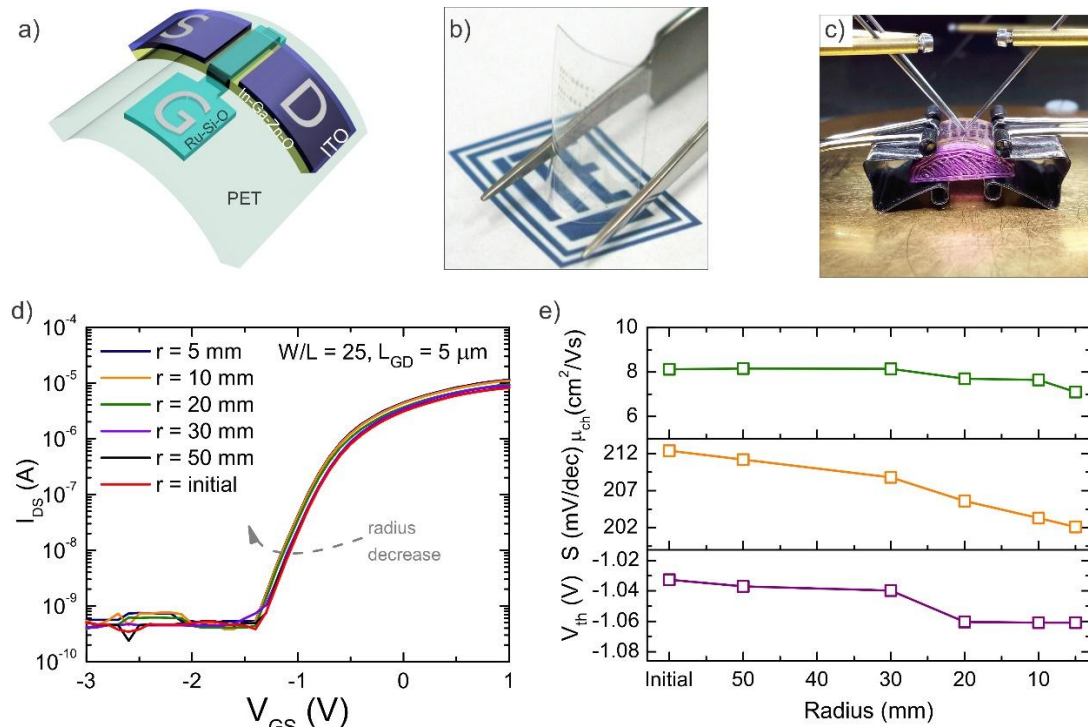 a)
S
G
D
Ru-Si-O
In-Ga-Zn-O
ITO
PET
b)
c)
d)
I_DS (A)
10^-4
10^-5
10^-6
10^-7
10^-8
10^-9
10^-10
r = 5 mm
r = 10 mm
r = 20 mm
r = 30 mm
r = 50 mm
r = initial
W/L = 25, L_GD = 5 μm
radius
decrease
-3
-2
-1
0
1
V_GS (V)
e)
μ_ch (cm^2/Vs)
10
8
6
S (mV/dec)
212
207
202
V_th (V)
-1.02
-1.04
-1.06
-1.08
Initial
50
40
30
20
10
Radius (mm)